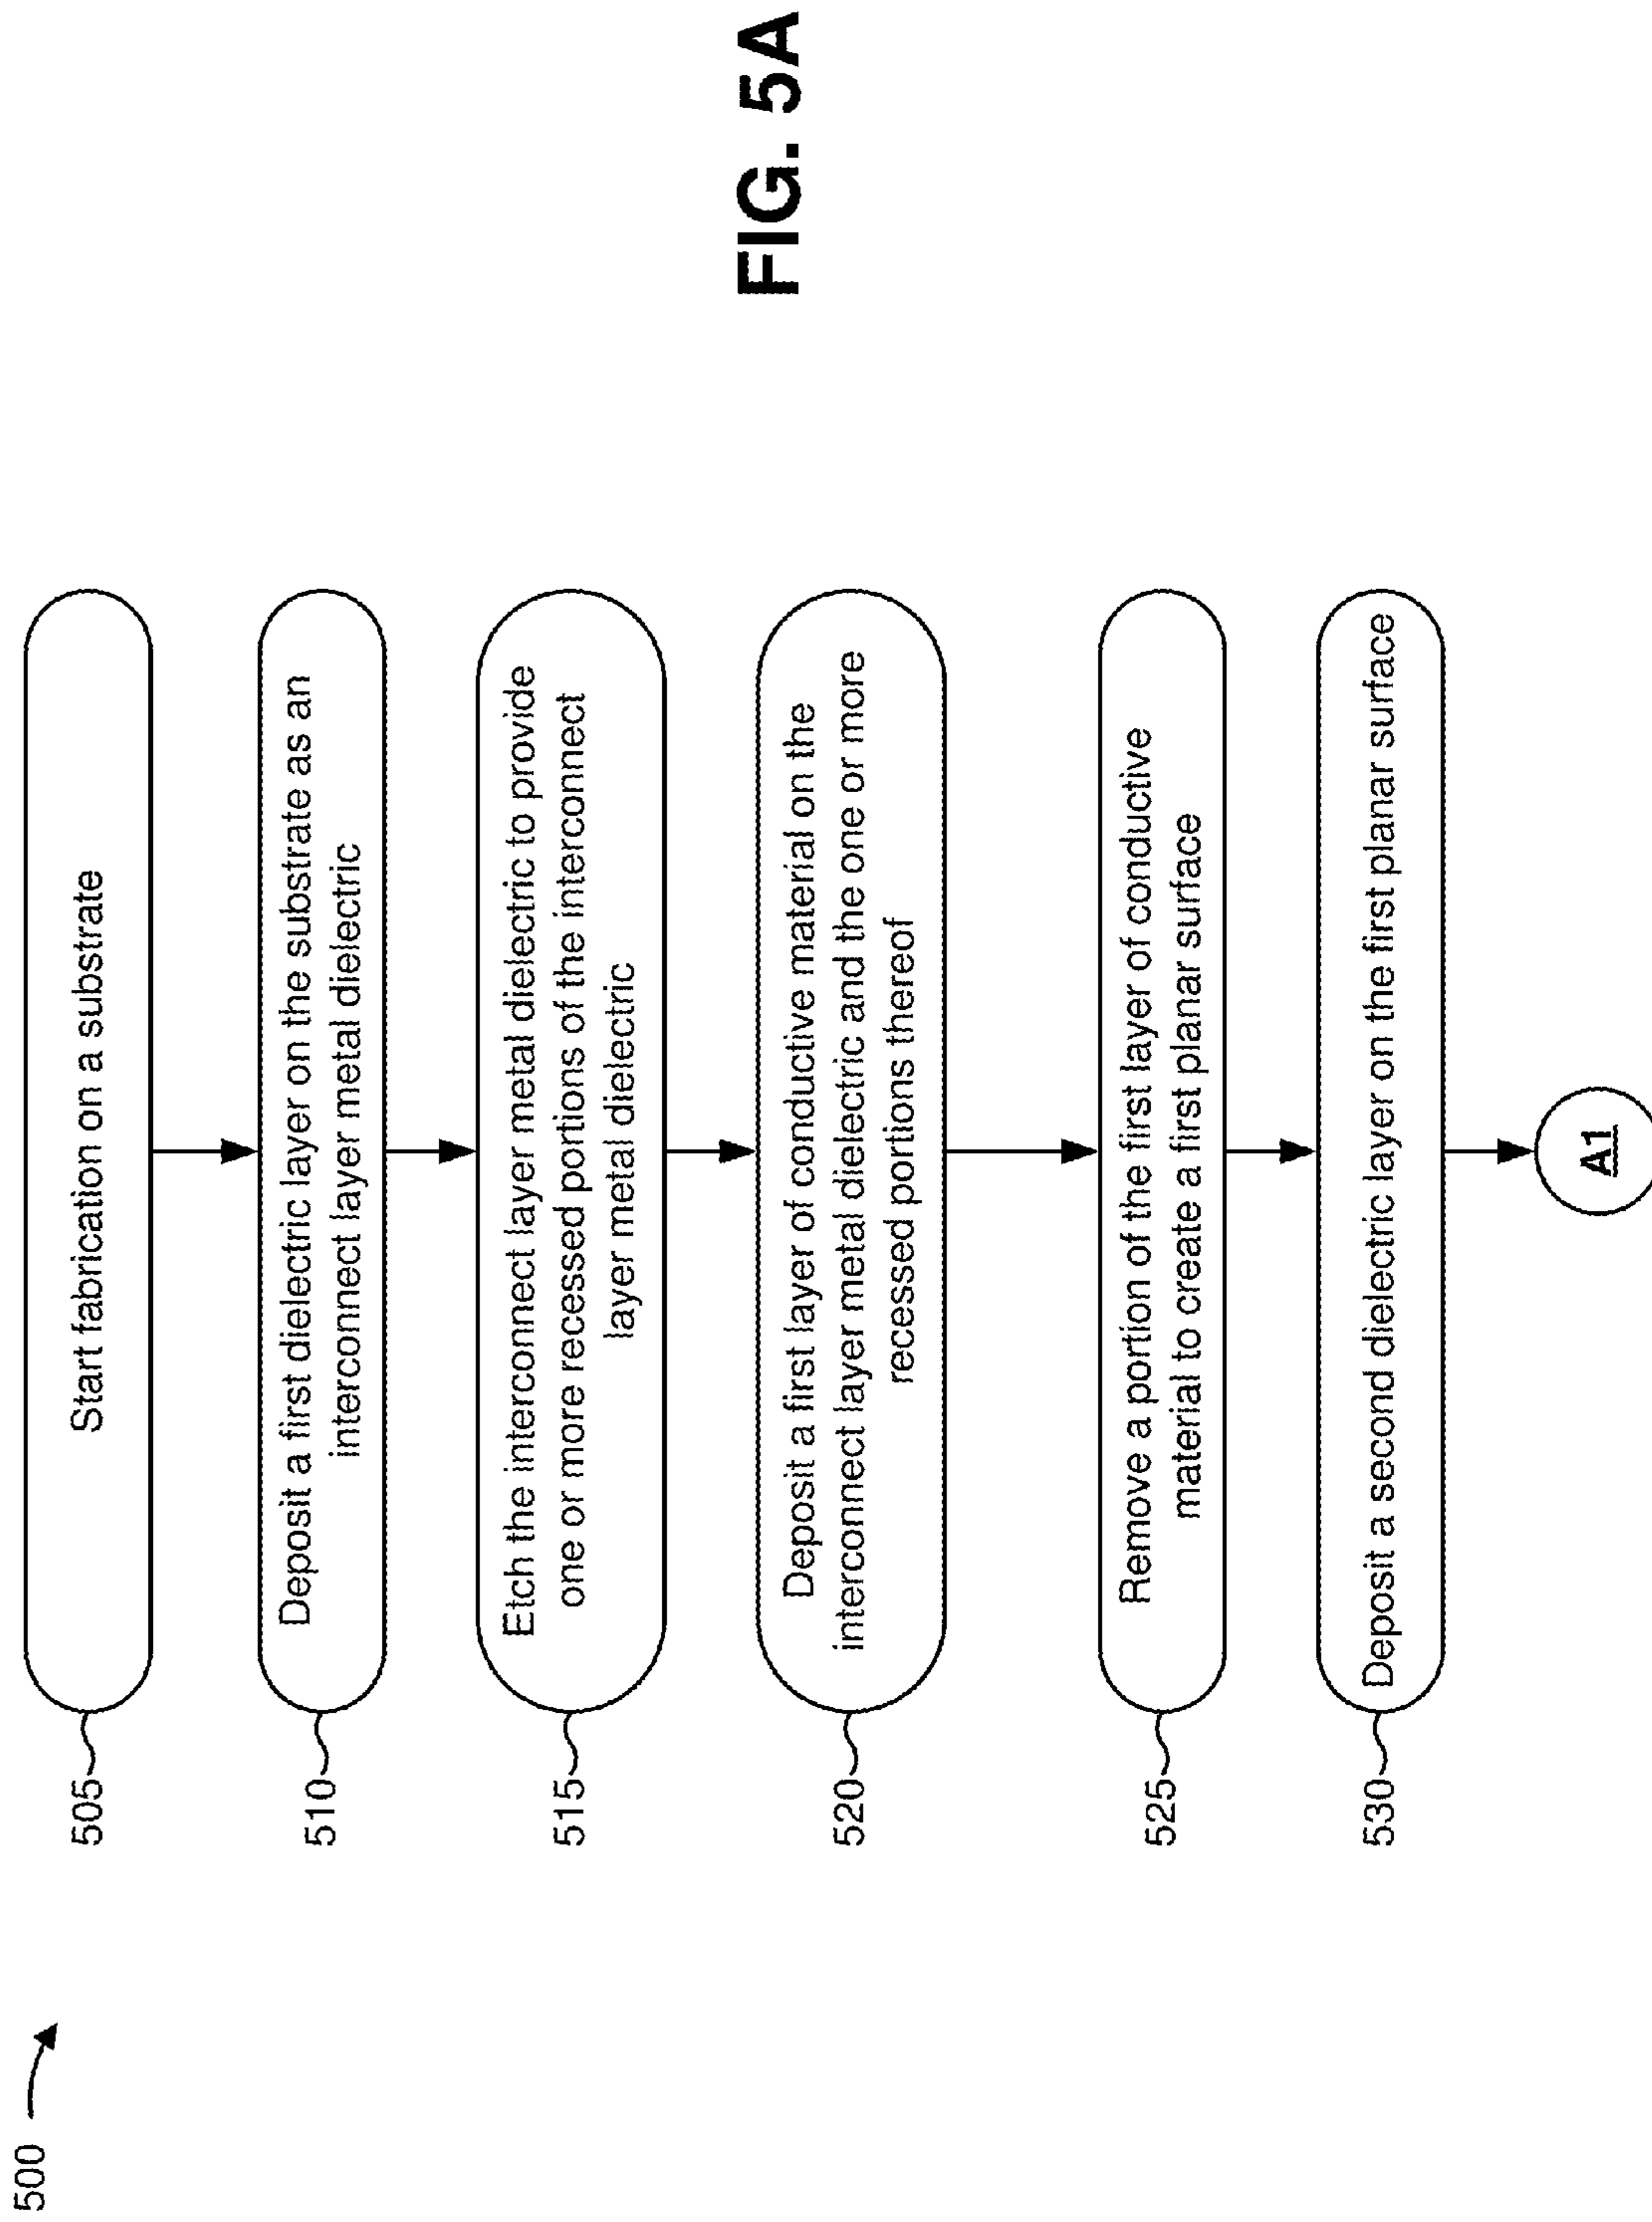 500
505
Start fabrication on a substrate
510
Deposit a first dielectric layer on the substrate as an
interconnect layer metal dielectric
515
Etch the interconnect layer metal dielectric to provide
one or more recessed portions of the interconnect
layer metal dielectric
520
Deposit a first layer of conductive material on the
interconnect layer metal dielectric and the one or more
recessed portions thereof
525
Remove a portion of the first layer of conductive
material to create a first planar surface
530
Deposit a second dielectric layer on the first planar surface
A1
FIG. 5A